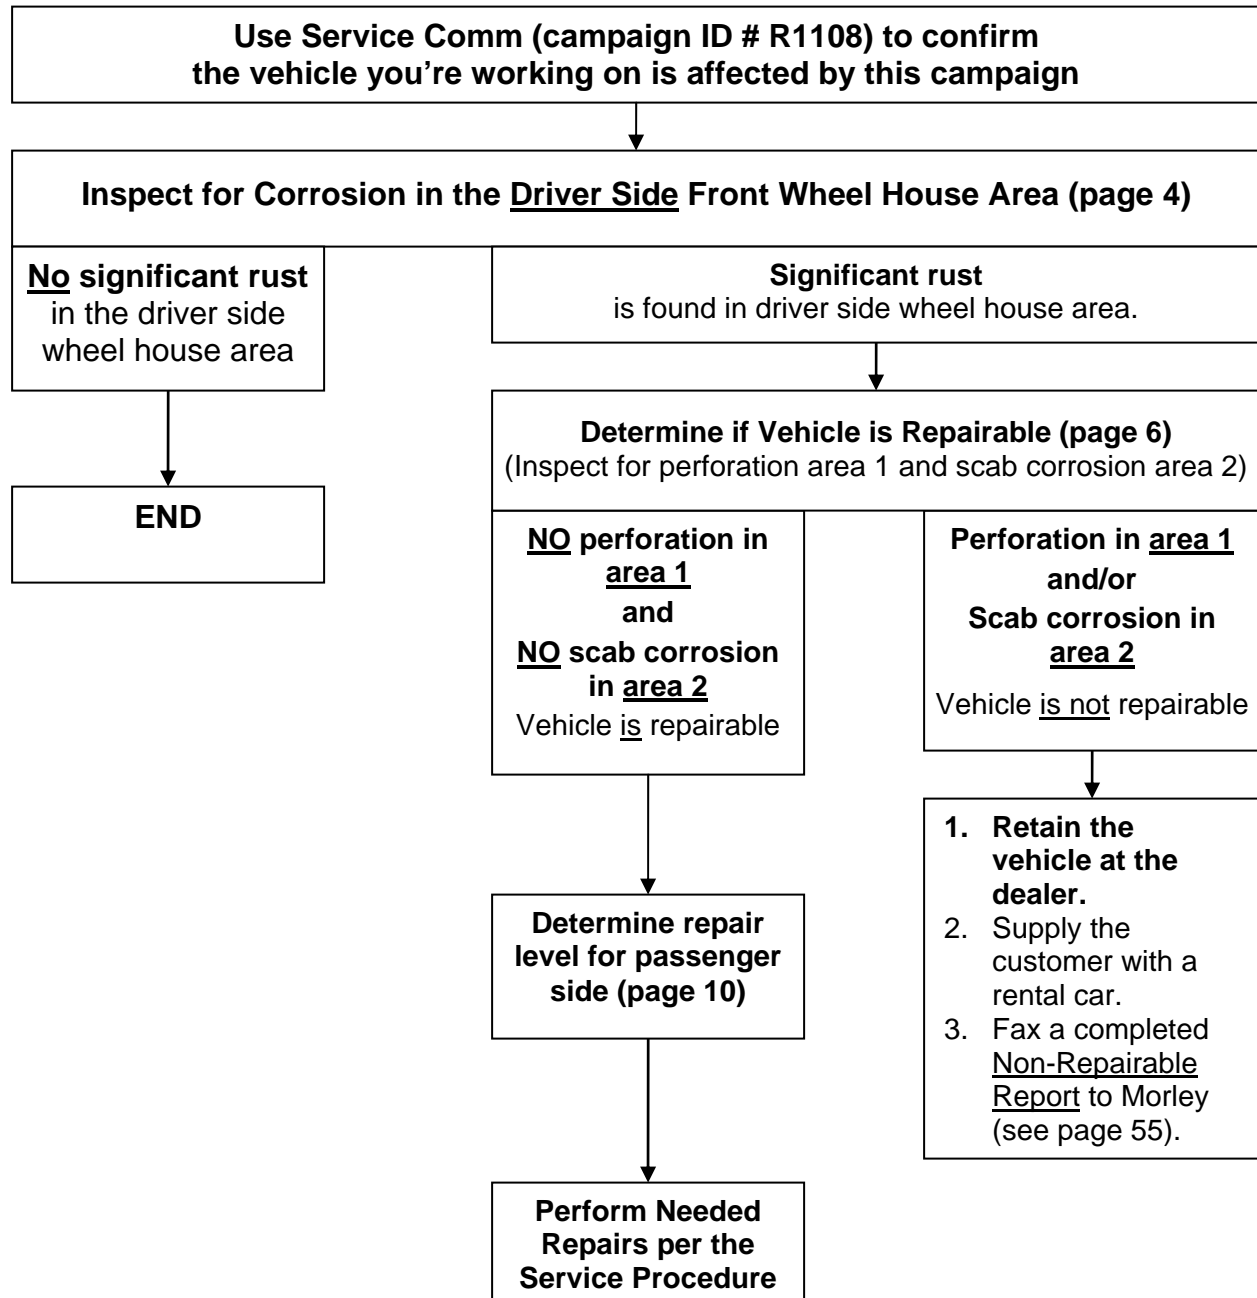 Use Service Comm (campaign ID # R1108) to confirm
the vehicle you're working on is affected by this campaign
Inspect for Corrosion in the Driver Side Front Wheel House Area (page 4)
No significant rust
in the driver side
wheel house area
END
Significant rust
is found in driver side wheel house area.
Determine if Vehicle is Repairable (page 6)
(Inspect for perforation area 1 and scab corrosion area 2)
NO perforation in
area 1
and
NO scab corrosion
in area 2
Vehicle is repairable
Determine repair
level for passenger
side (page 10)
Perform Needed
Repairs per the
Service Procedure
Perforation in area 1
and/or
Scab corrosion in
area 2
Vehicle is not repairable
1. Retain the
vehicle at the
dealer.
2. Supply the
customer with a
rental car.
3. Fax a completed
Non-Repairable
Report to Morley
(see page 55).